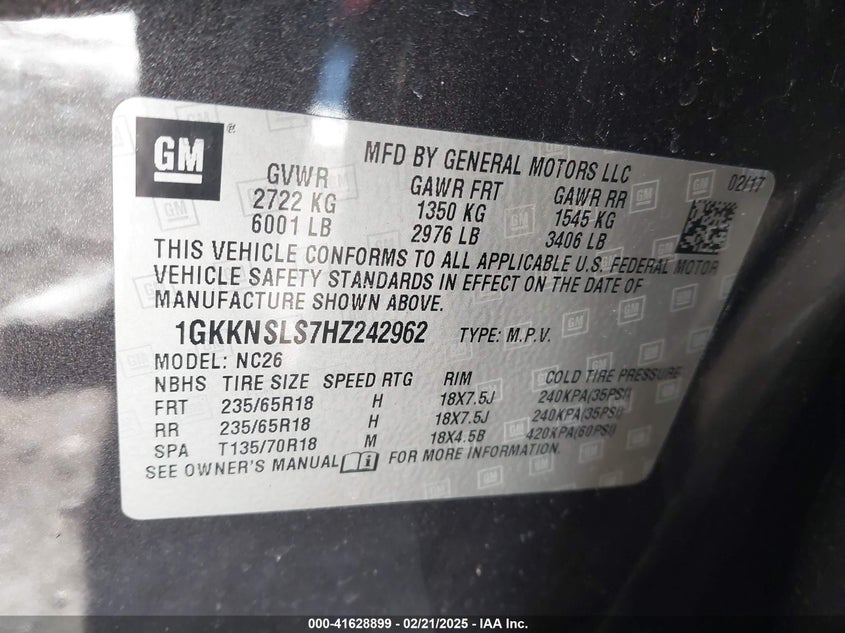 GM®
MFD BY GENERAL MOTORS LLC 02/17
GVWR GAWR FRT GAWR RR
2722 KG 1350 KG 1545 KG
6001 LB 2976 LB 3406 LB
THIS VEHICLE CONFORMS TO ALL APPLICABLE U.S. FEDERAL MOTOR
VEHICLE SAFETY STANDARDS IN EFFECT ON THE DATE OF
MANUFACTURE SHOWN ABOVE.
1GKKNSLS7HZ242962 TYPE: M.P.V.
MODEL: NC26
NBHS TIRE SIZE SPEED RTG RIM COLD TIRE PRESSURE
FRT 235/65R18 H 18X7.5J 240KPA(35PSI)
RR 235/65R18 H 18X7.5J 240KPA(35PSI)
SPA T135/70R18 M 18X4.5B 420KPA(60PSI)
SEE OWNER'S MANUAL FOR MORE INFORMATION.
000-41628899 - 02/21/2025 - IAA Inc.